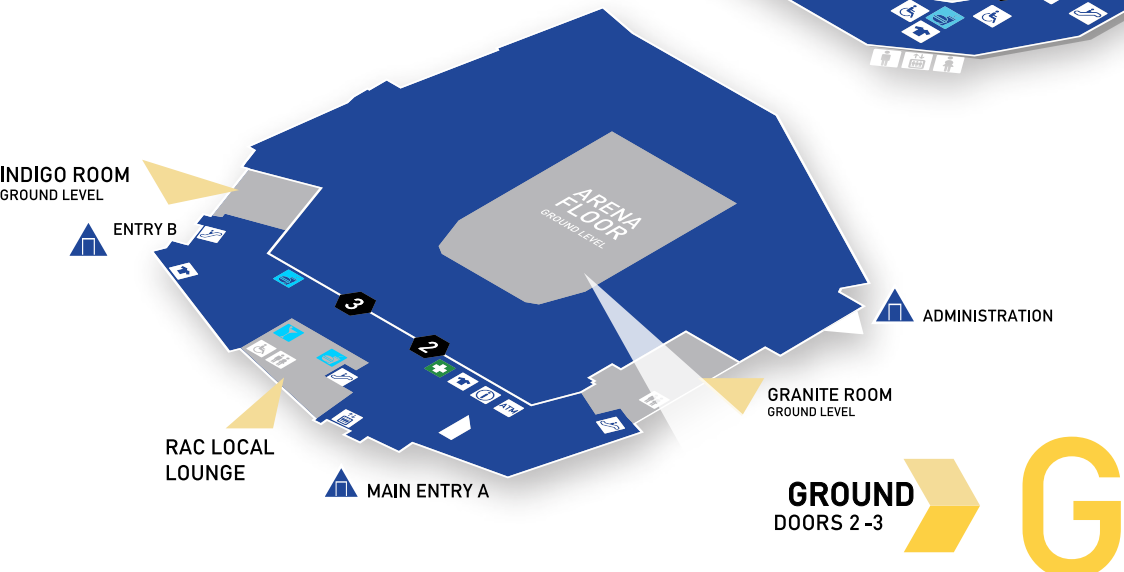 INDIGO ROOM
GROUND LEVEL
ENTRY B
ARENA
FLOOR
GROUND LEVEL
3
2
ATM
ADMINISTRATION
GRANITE ROOM
GROUND LEVEL
RAC LOCAL
LOUNGE
MAIN ENTRY A
GROUND
DOORS 2-3
G